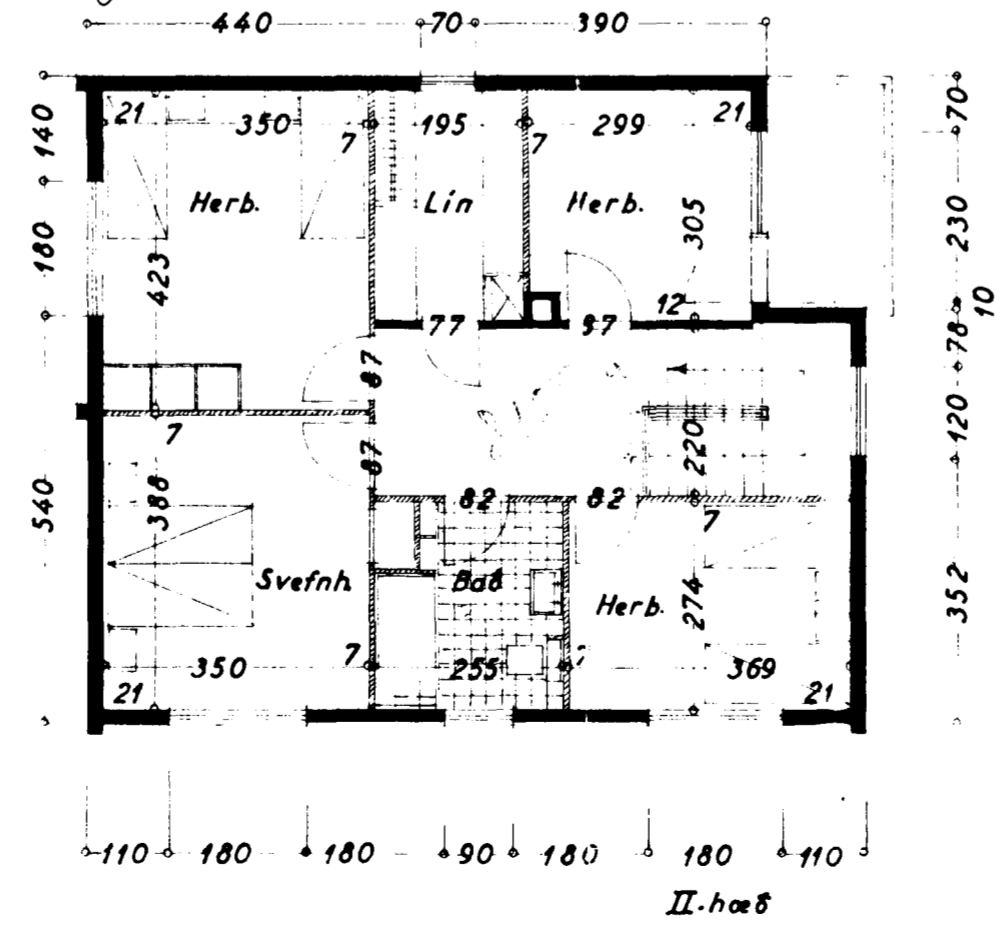 440 70 390
21 350 7 195 7 299 21
140 180 540
70 230 10 78 120 352
Herb. Lín Herb.
423 305
12
77 97
87
7 87 220
388 82 82 7
Svefnh. Bað Herb.
274
350 7 255 7 369
21 21
110 180 180 90 180 180 110
II. hæð